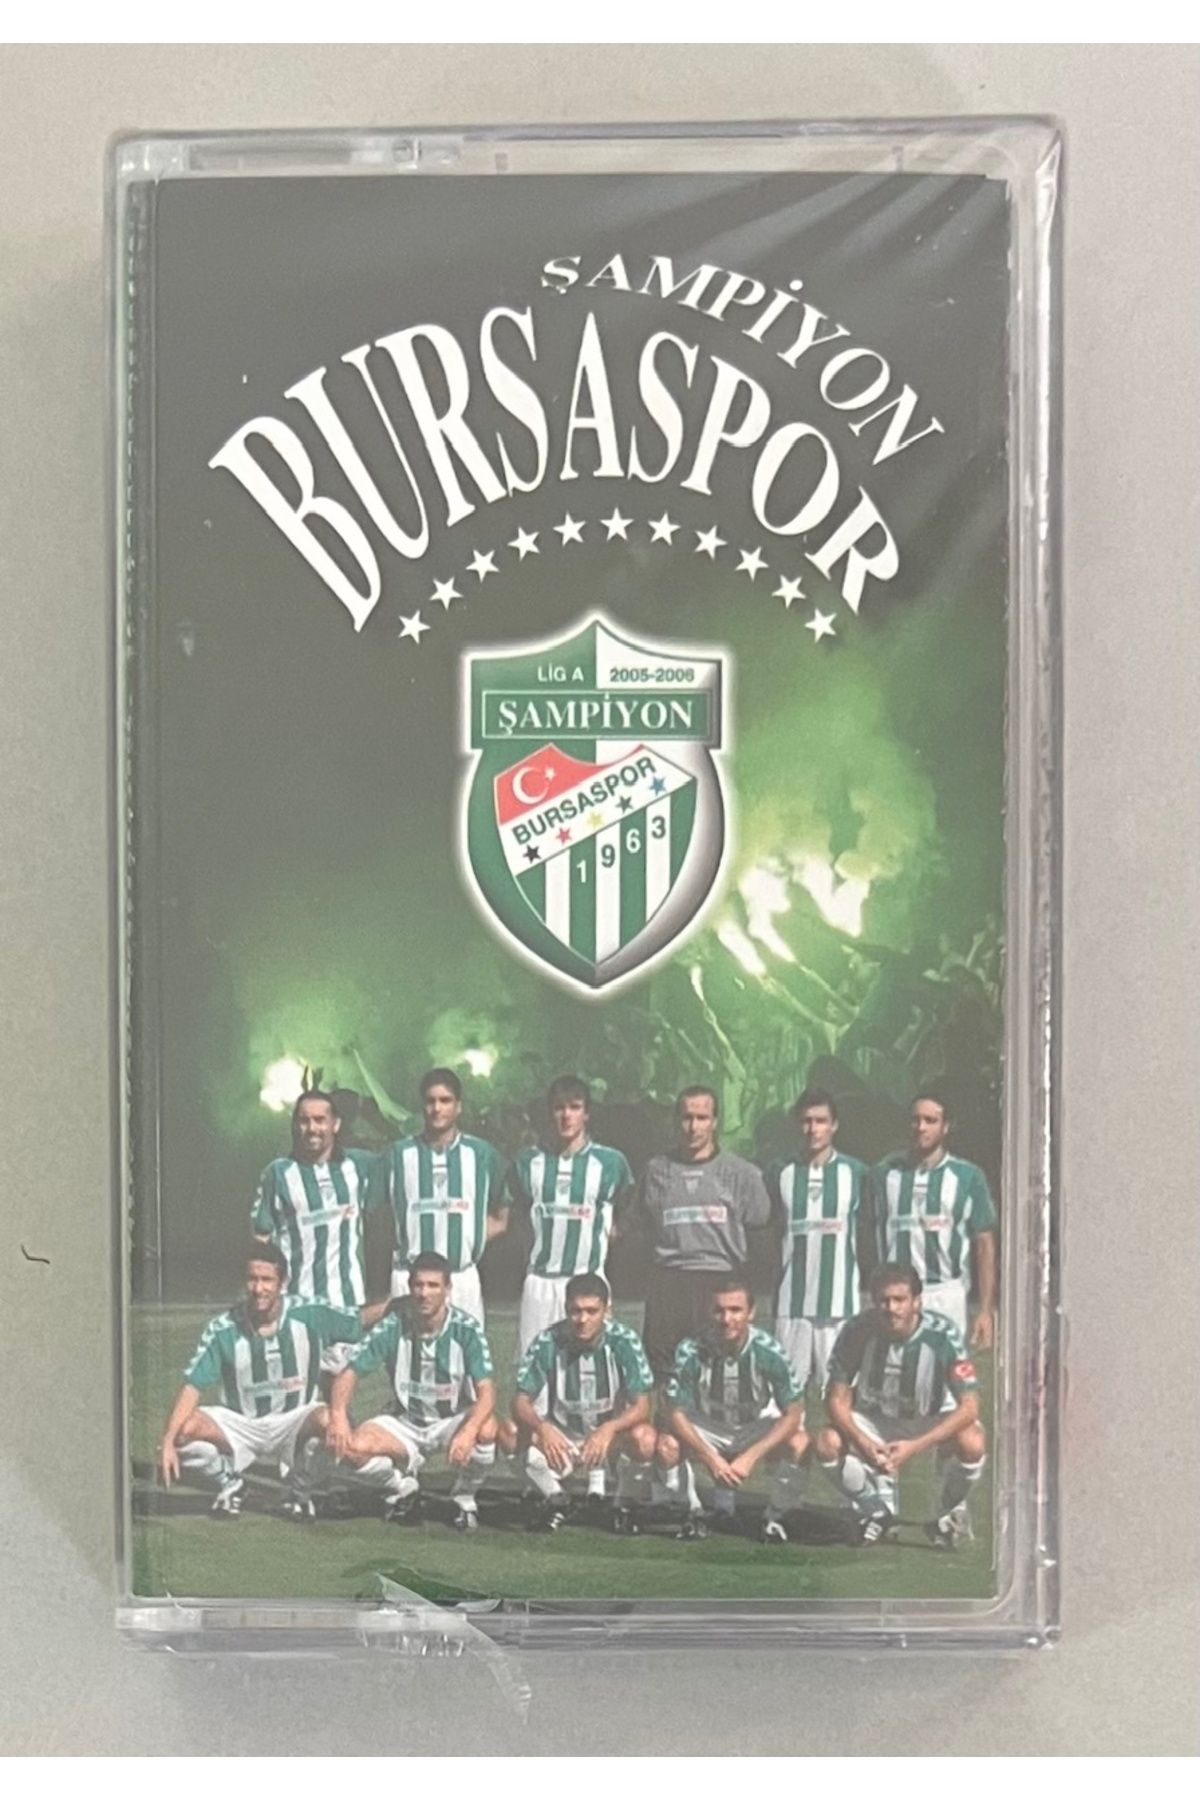 ŞAMPİYON
BURSASPOR
LİG A 2005-2006
ŞAMPİYON
BURSASPOR
1963